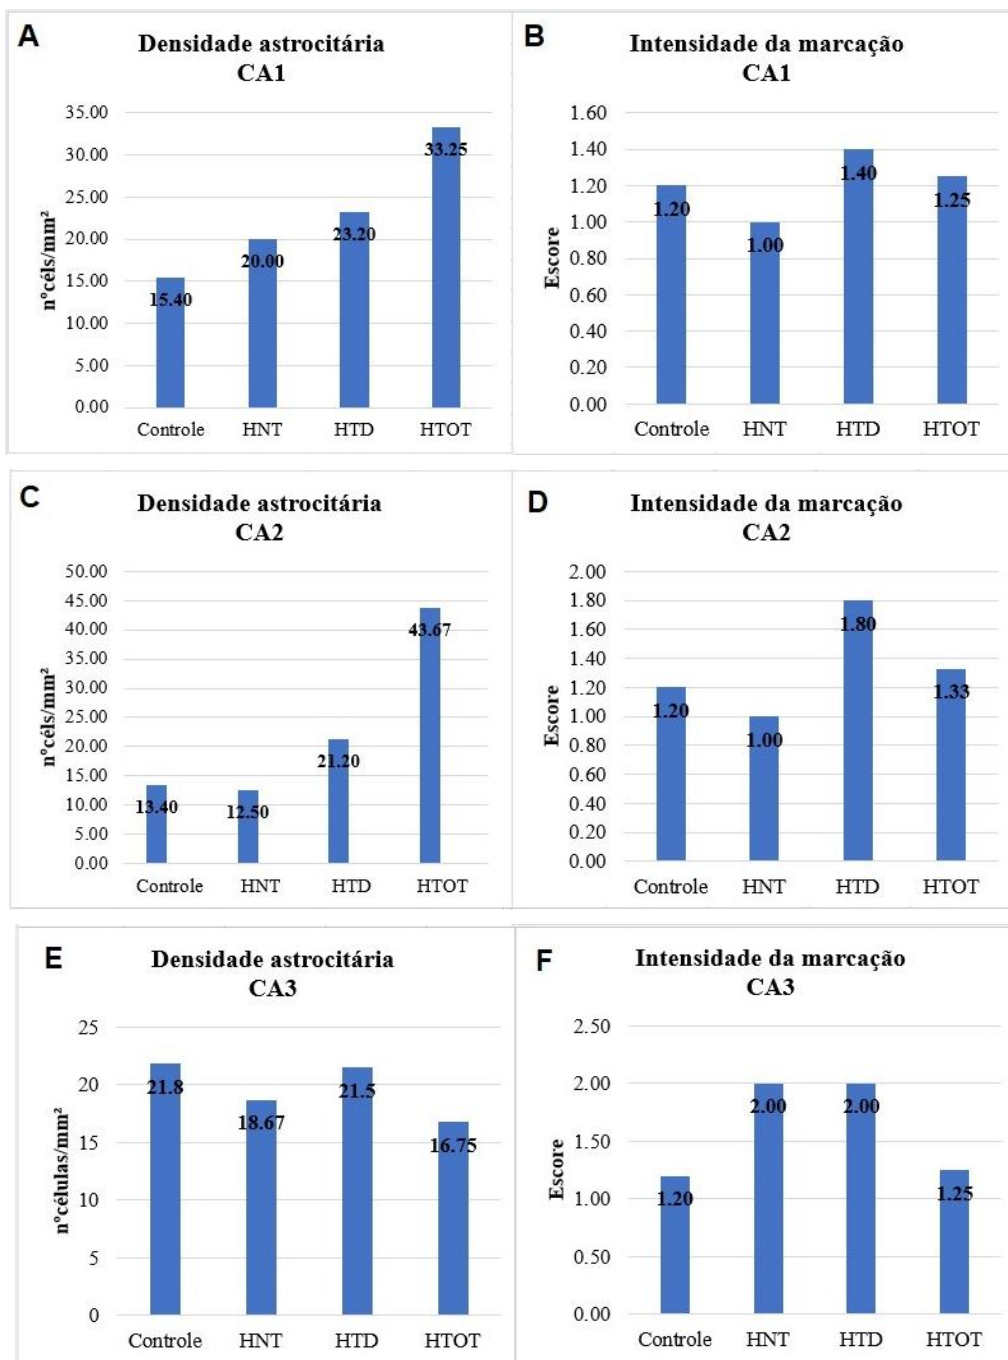 A
Densidade astrocitária
CA1
nºcéls/mm²
35.00
30.00
25.00
20.00
15.00
10.00
5.00
0.00
15.40
20.00
23.20
33.25
Controle HNT HTD HTOT
B
Intensidade da marcação
CA1
Escore
1.60
1.40
1.20
1.00
0.80
0.60
0.40
0.20
0.00
1.20
1.00
1.40
1.25
Controle HNT HTD HTOT
C
Densidade astrocitária
CA2
nºcéls/mm²
50.00
45.00
40.00
35.00
30.00
25.00
20.00
15.00
10.00
5.00
0.00
13.40
12.50
21.20
43.67
Controle HNT HTD HTOT
D
Intensidade da marcação
CA2
Escore
2.00
1.80
1.60
1.40
1.20
1.00
0.80
0.60
0.40
0.20
0.00
1.20
1.00
1.80
1.33
Controle HNT HTD HTOT
E
Densidade astrocitária
CA3
nºcélulas/mm²
25
20
15
10
5
0
21.8
18.67
21.5
16.75
Controle HNT HTD HTOT
F
Intensidade da marcação
CA3
Escore
2.50
2.00
1.50
1.00
0.50
0.00
1.20
2.00
2.00
1.25
Controle HNT HTD HTOT